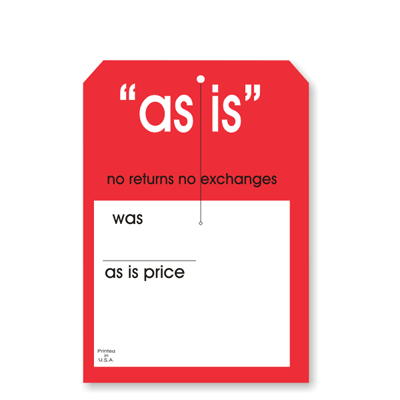 “as is”
no returns no exchanges
was
as is price
Printed
in
U.S.A.